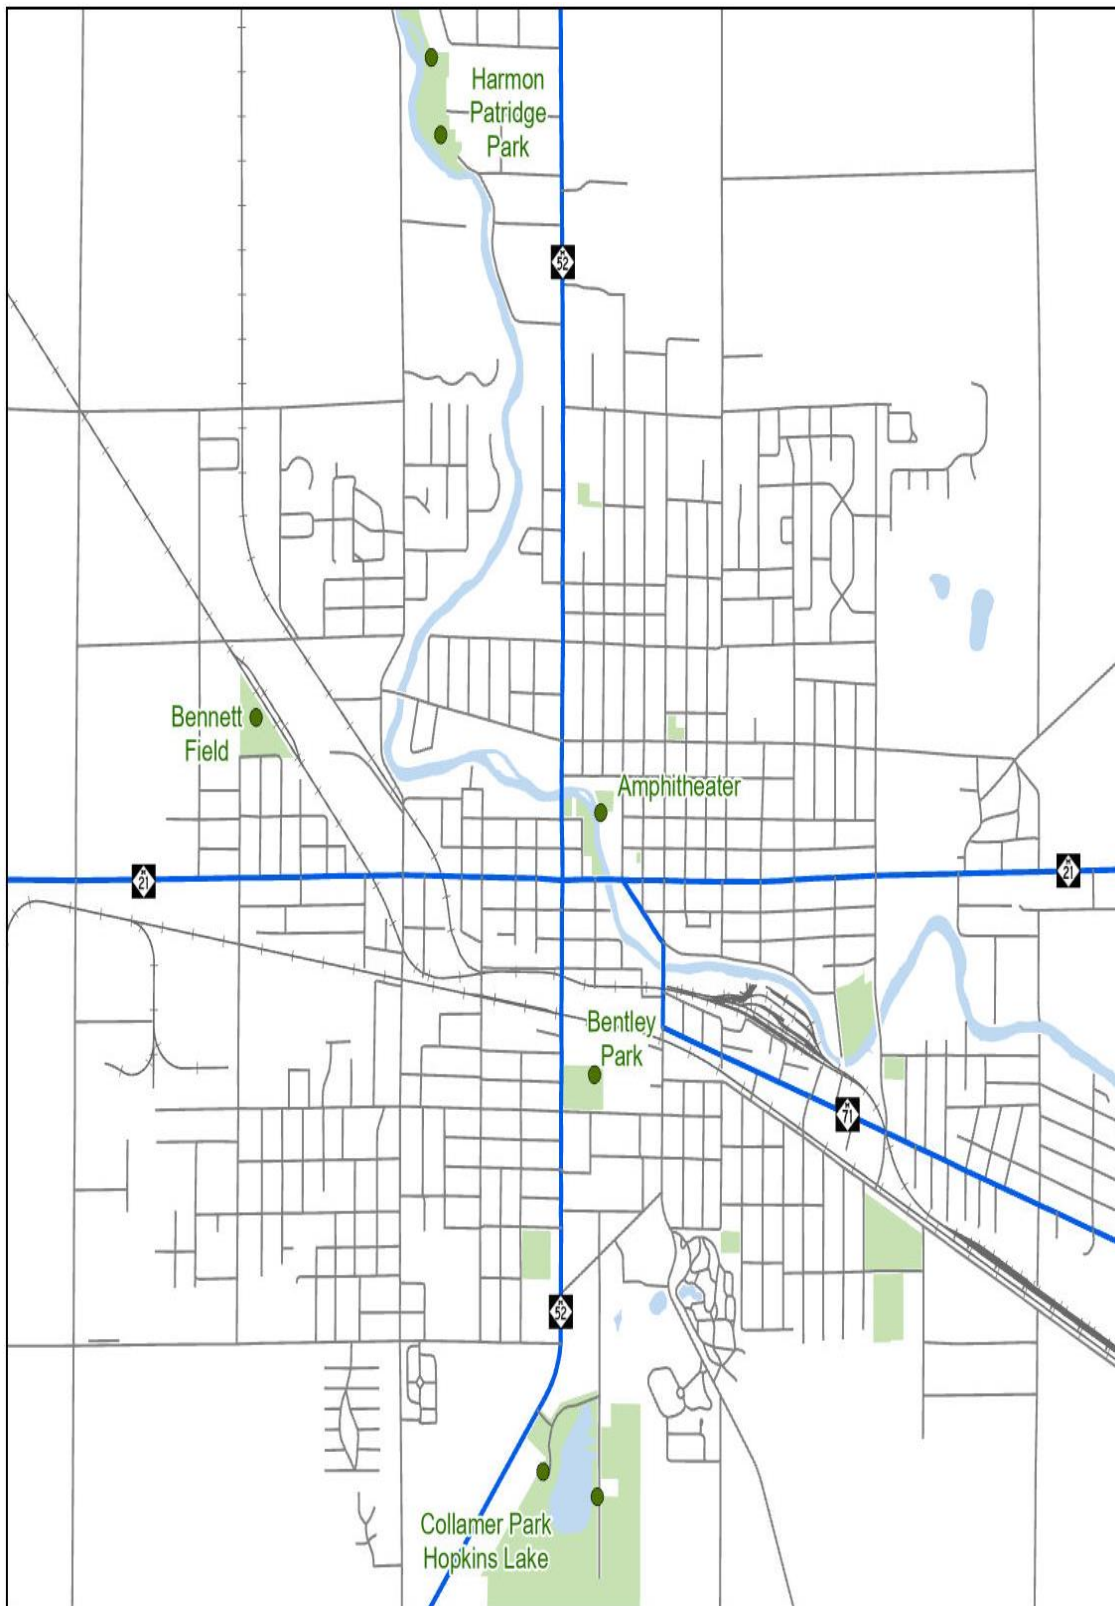 Harmon
Patridge
Park
M
52
Bennett
Field
Amphitheater
M
21
M
21
Bentley
Park
M
71
M
52
Collamer Park
Hopkins Lake